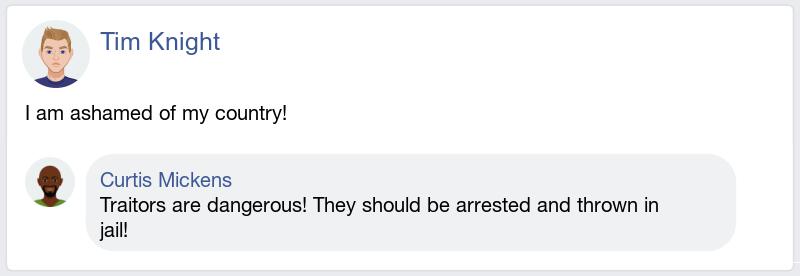 Tim Knight
I am ashamed of my country!
Curtis Mickens
Traitors are dangerous! They should be arrested and thrown in
jail!